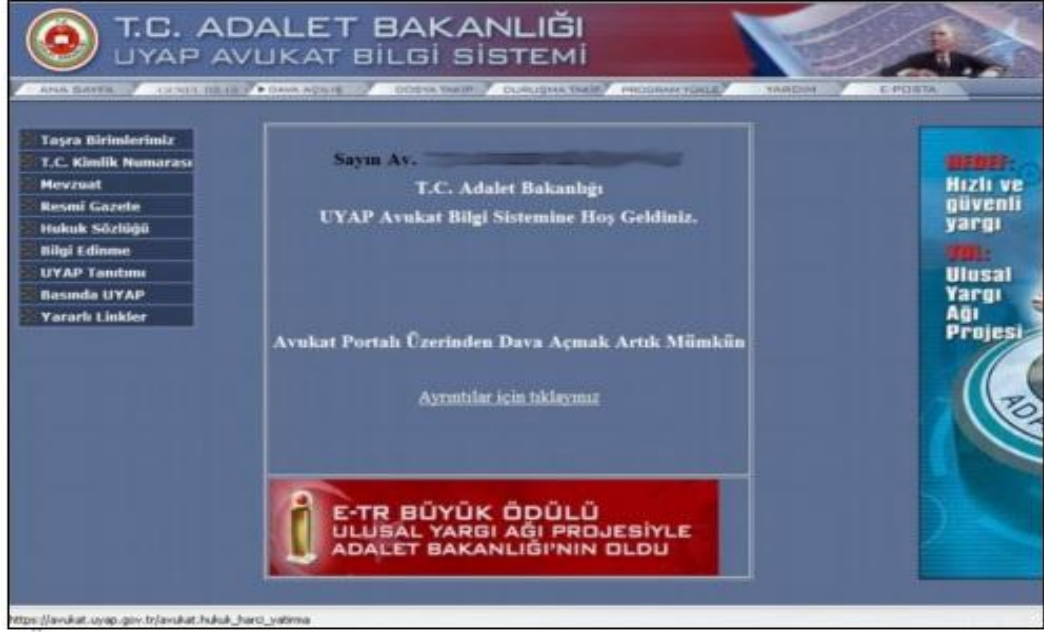 T.C. ADALET BAKANLIĞI
UYAP AVUKAT BİLGİ SİSTEMİ
ANA SAYFA DAVA AÇILIŞ DOSYA TAKİP DURUŞMA TAKİP PROGRAM YÜKLE YARDIM E-POSTA
Taşra Birimlerimiz
T.C. Kimlik Numarası
Mevzuat
Resmi Gazete
Hukuk Sözlüğü
Bilgi Edinme
UYAP Tanıtımı
Basında UYAP
Yararlı Linkler
Sayın Av.
T.C. Adalet Bakanlığı
UYAP Avukat Bilgi Sistemine Hoş Geldiniz.
Avukat Portalı Üzerinden Dava Açmak Artık Mümkün
Ayrıntılar için tıklayınız
E-TR BÜYÜK ÖDÜLÜ
ULUSAL YARGI AĞI PROJESİYLE
ADALET BAKANLIĞI'NIN OLDU
HEDEF:
Hızlı ve
güvenli
yargı
YOL:
Ulusal
Yargı
Ağı
Projesi
https://avukat.uyap.gov.tr/avukat.hukuk_harci_yatirma